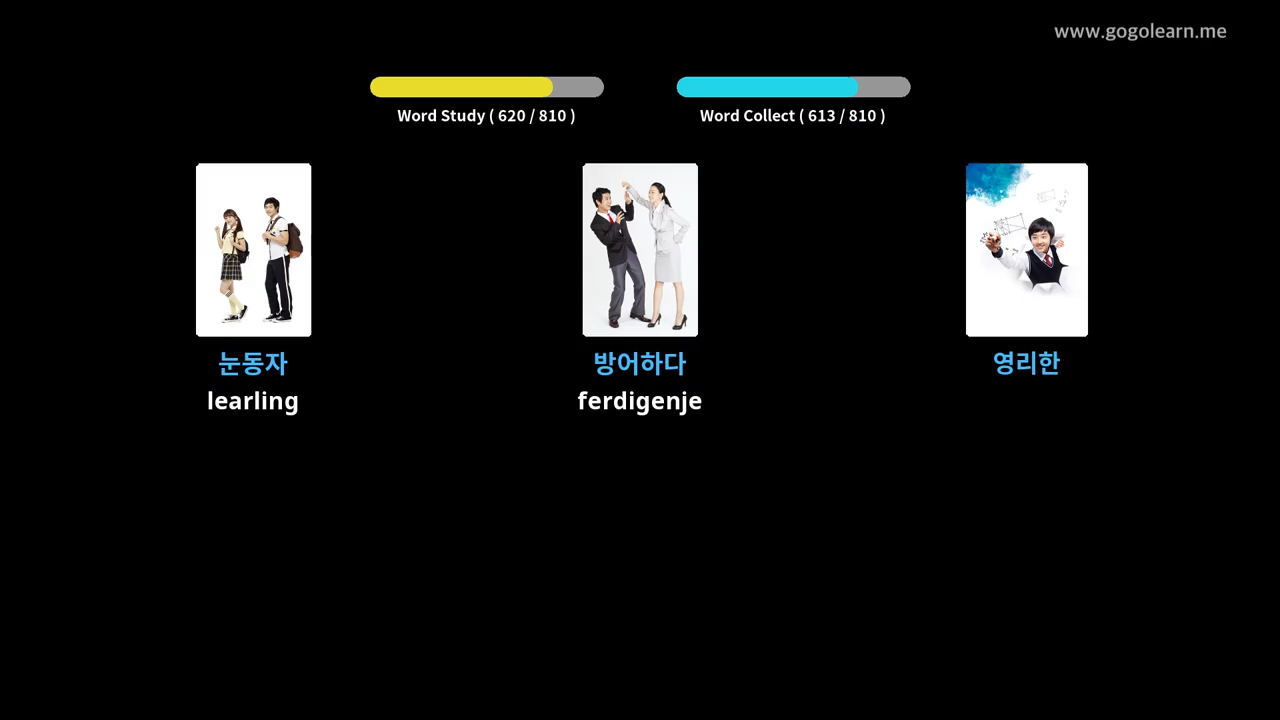 www.gogolearn.me
Word Study ( 620 / 810 )
Word Collect ( 613 / 810 )
눈동자
방어하다
영리한
learling
ferdigenje